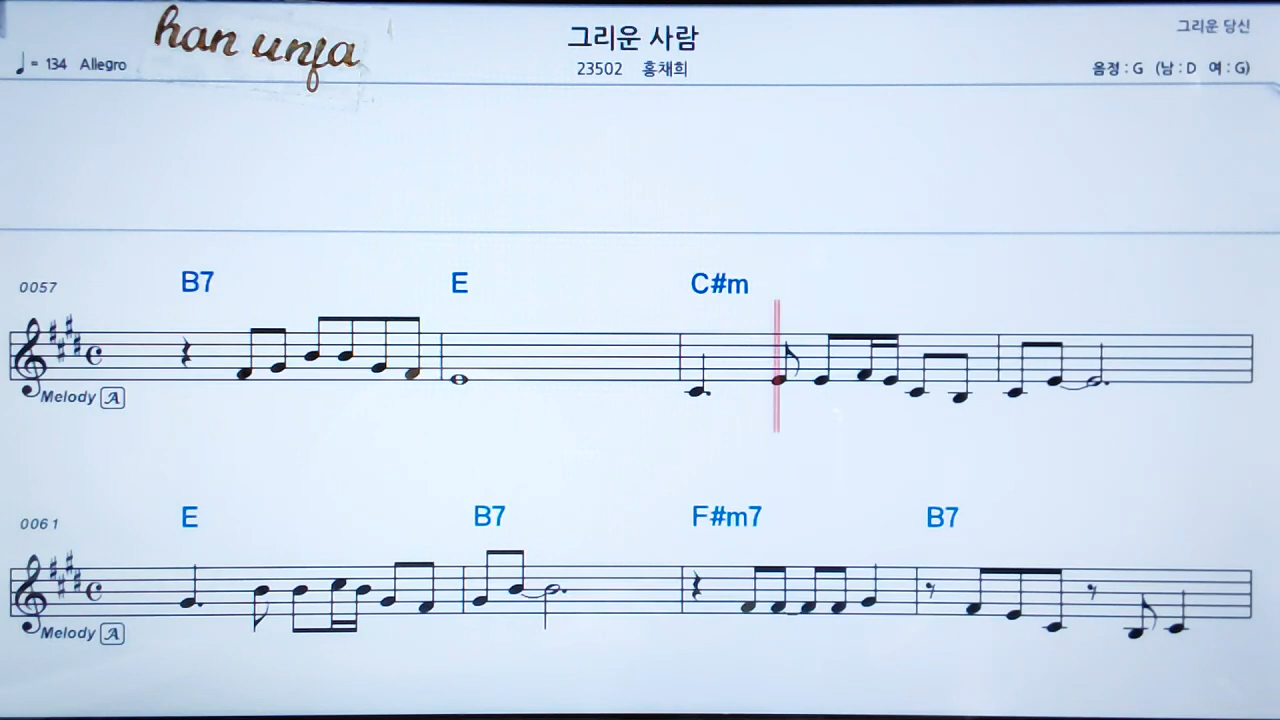 han unfa
그리운 사람
그리운 당신
♩= 134 Allegro
23502 홍채희
음정 : G (남 : D 여 : G)
0057
B7 E C#m
Melody A
0061
E B7 F#m7 B7
Melody A